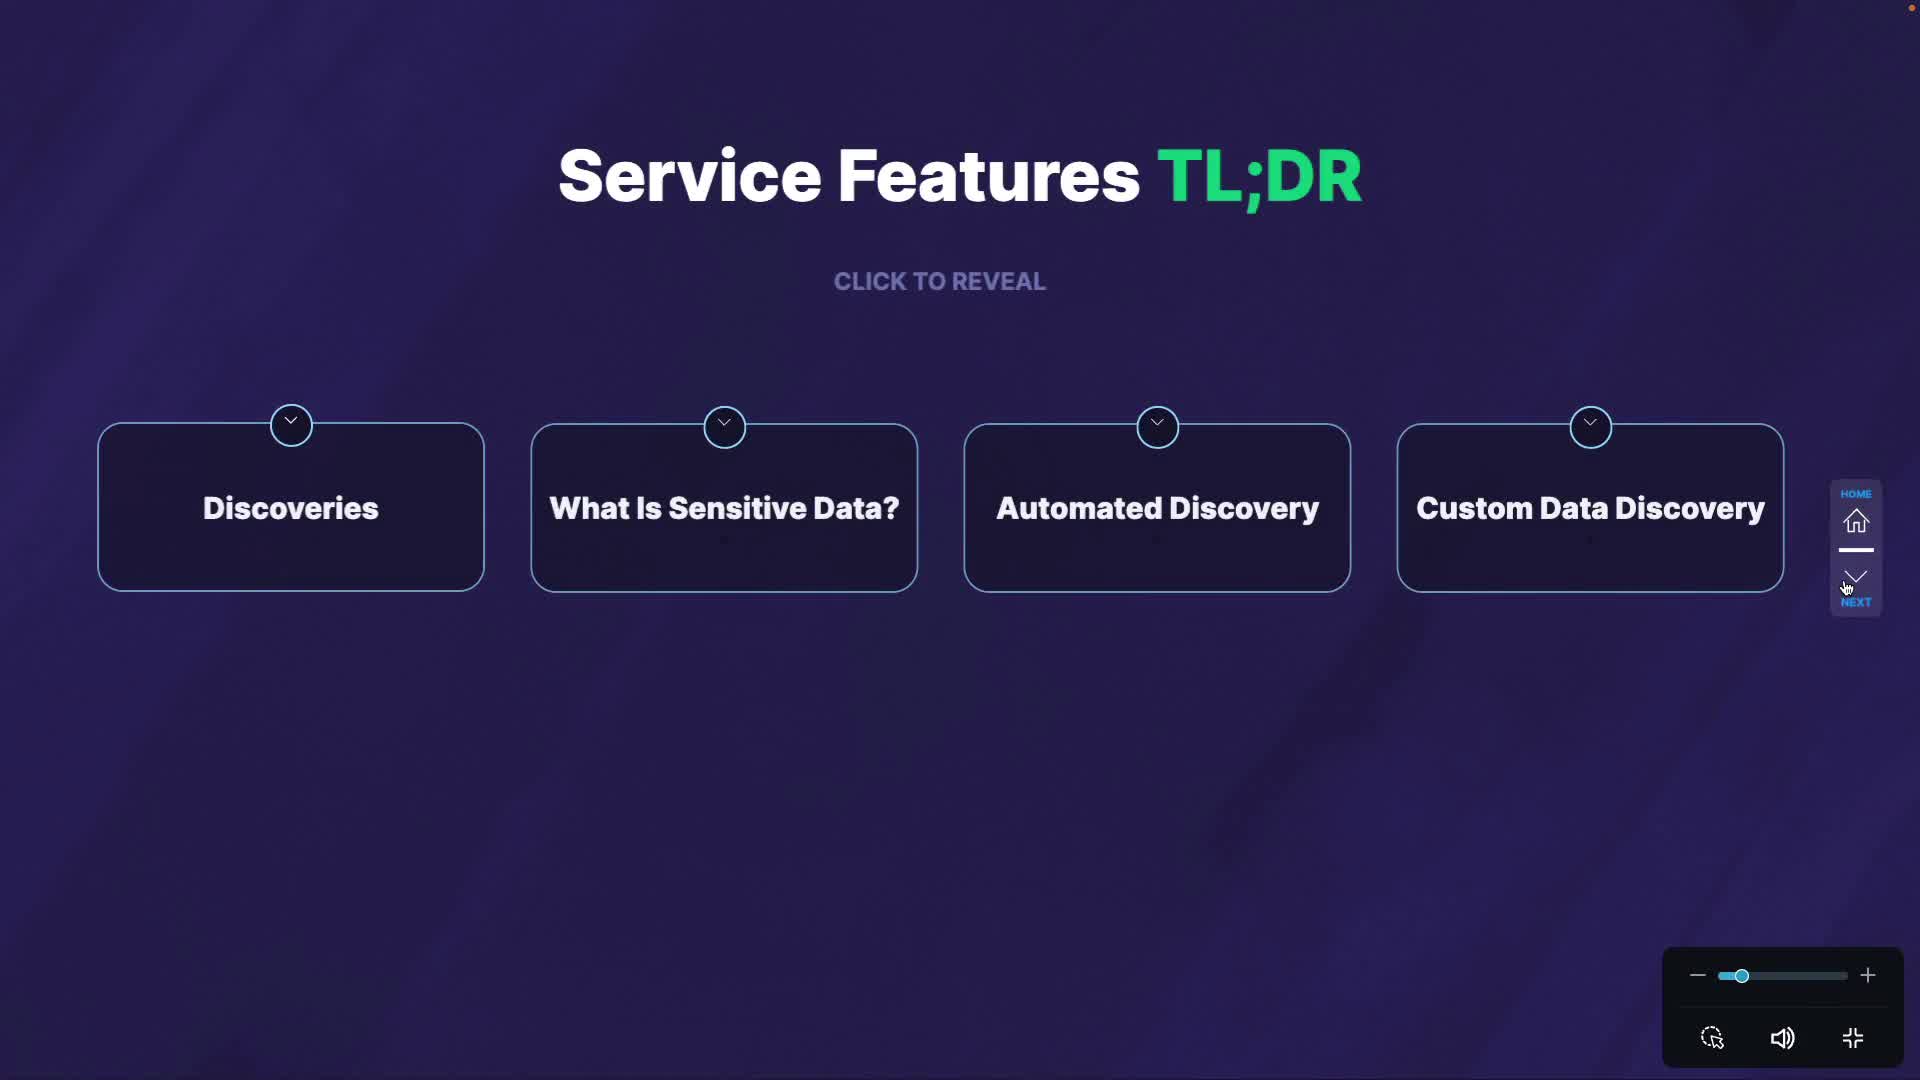 Service Features TL;DR
CLICK TO REVEAL
Discoveries
What Is Sensitive Data?
Automated Discovery
Custom Data Discovery
HOME
NEXT